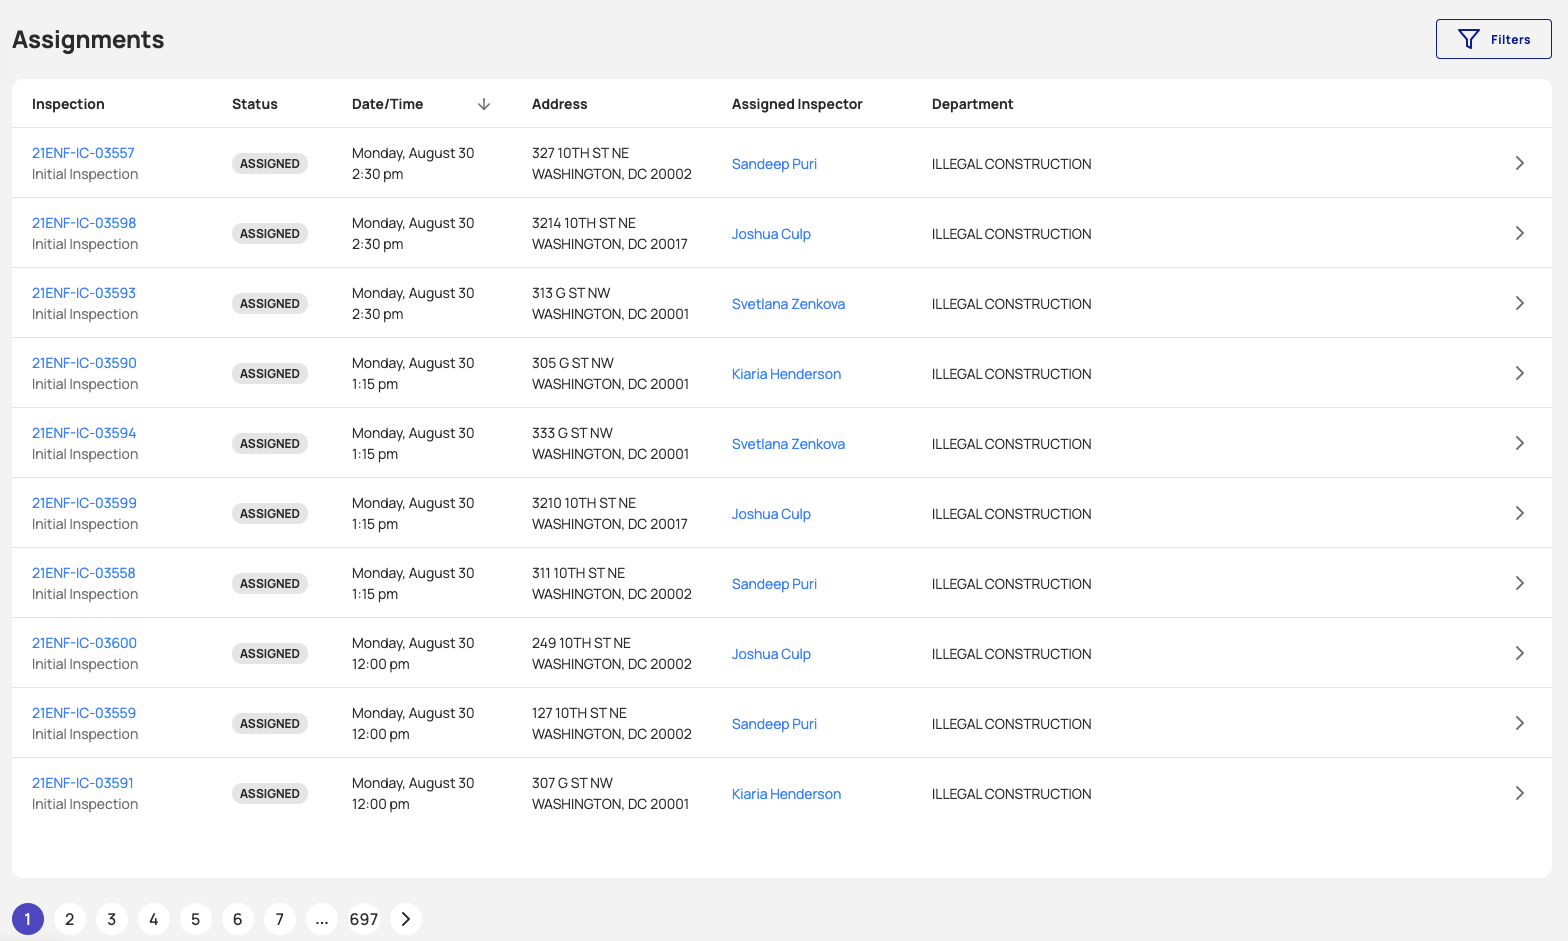 Assignments
Filters
Inspection Status Date/Time Address Assigned Inspector Department
21ENF-IC-03557 Monday, August 30 327 10TH ST NE
ASSIGNED Sandeep Puri ILLEGAL CONSTRUCTION
Initial Inspection 2:30 pm WASHINGTON, DC 20002
21ENF-IC-03598 Monday, August 30 3214 10TH ST NE
ASSIGNED Joshua Culp ILLEGAL CONSTRUCTION
Initial Inspection 2:30 pm WASHINGTON, DC 20017
21ENF-IC-03593 Monday, August 30 313 G ST NW
ASSIGNED Svetlana Zenkova ILLEGAL CONSTRUCTION
Initial Inspection 2:30 pm WASHINGTON, DC 20001
21ENF-IC-03590 Monday, August 30 305 G ST NW
ASSIGNED Kiaria Henderson ILLEGAL CONSTRUCTION
Initial Inspection 1:15 pm WASHINGTON, DC 20001
21ENF-IC-03594 Monday, August 30 333 G ST NW
ASSIGNED Svetlana Zenkova ILLEGAL CONSTRUCTION
Initial Inspection 1:15 pm WASHINGTON, DC 20001
21ENF-IC-03599 Monday, August 30 3210 10TH ST NE
ASSIGNED Joshua Culp ILLEGAL CONSTRUCTION
Initial Inspection 1:15 pm WASHINGTON, DC 20017
21ENF-IC-03558 Monday, August 30 311 10TH ST NE
ASSIGNED Sandeep Puri ILLEGAL CONSTRUCTION
Initial Inspection 1:15 pm WASHINGTON, DC 20002
21ENF-IC-03600 Monday, August 30 249 10TH ST NE
ASSIGNED Joshua Culp ILLEGAL CONSTRUCTION
Initial Inspection 12:00 pm WASHINGTON, DC 20002
21ENF-IC-03559 Monday, August 30 127 10TH ST NE
ASSIGNED Sandeep Puri ILLEGAL CONSTRUCTION
Initial Inspection 12:00 pm WASHINGTON, DC 20002
21ENF-IC-03591 Monday, August 30 307 G ST NW
ASSIGNED Kiaria Henderson ILLEGAL CONSTRUCTION
Initial Inspection 12:00 pm WASHINGTON, DC 20001
1 2 3 4 5 6 7 ... 697